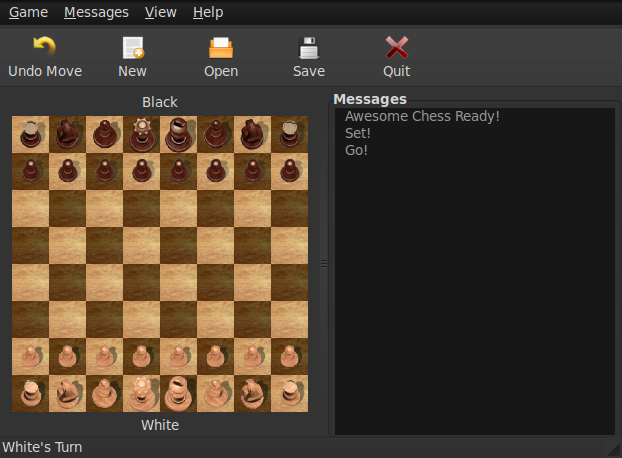 Game Messages View Help
Undo Move New Open Save Quit
Black
Messages
Awesome Chess Ready!
Set!
Go!
White
White's Turn